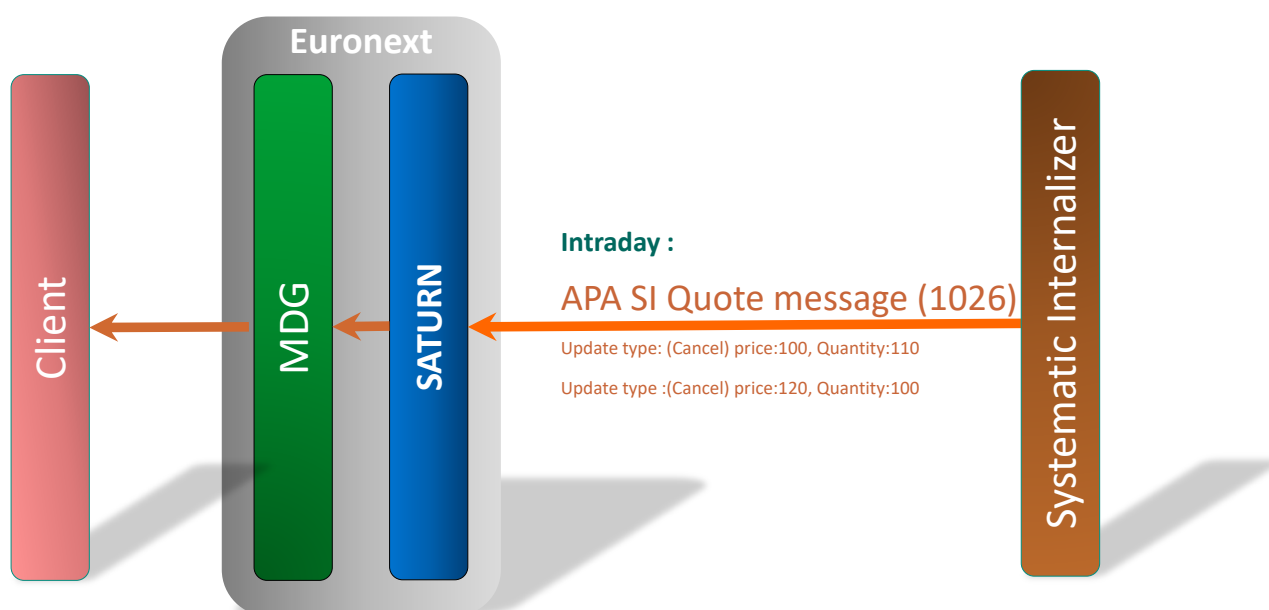 Euronext
Client
MDG
SATURN
Intraday :
APA SI Quote message (1026)
Update type: (Cancel) price:100, Quantity:110
Update type :(Cancel) price:120, Quantity:100
Systematic Internalizer